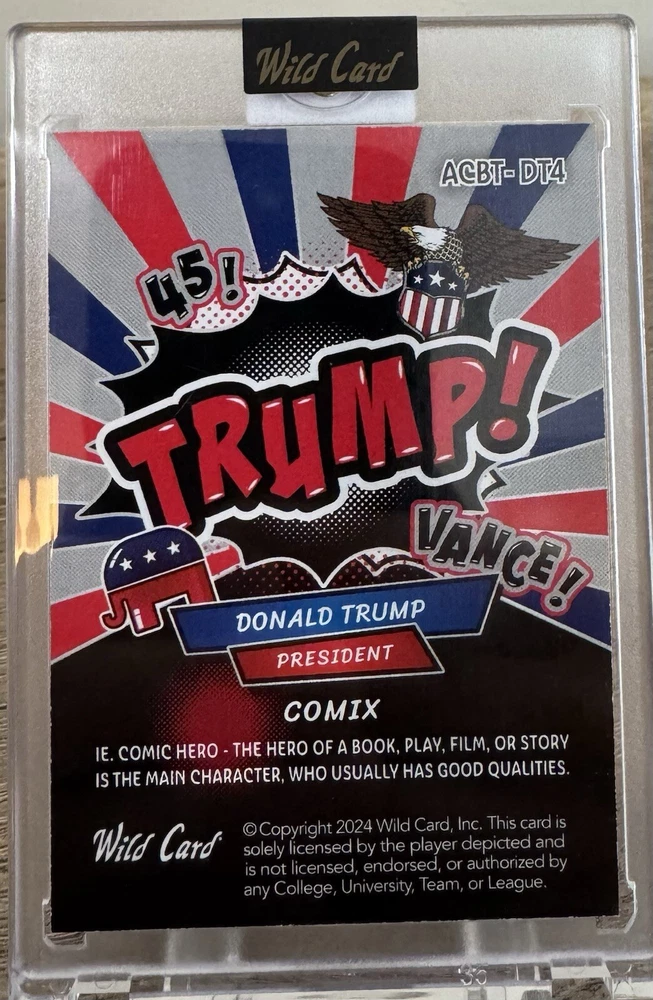 Wild Card
ACBT-DT4
45!
TRUMP!
VANCE!
DONALD TRUMP
PRESIDENT
COMIX
IE. COMIC HERO - THE HERO OF A BOOK, PLAY, FILM, OR STORY
IS THE MAIN CHARACTER, WHO USUALLY HAS GOOD QUALITIES.
Wild Card
© Copyright 2024 Wild Card, Inc. This card is
solely licensed by the player depicted and
is not licensed, endorsed, or authorized by
any College, University, Team, or League.